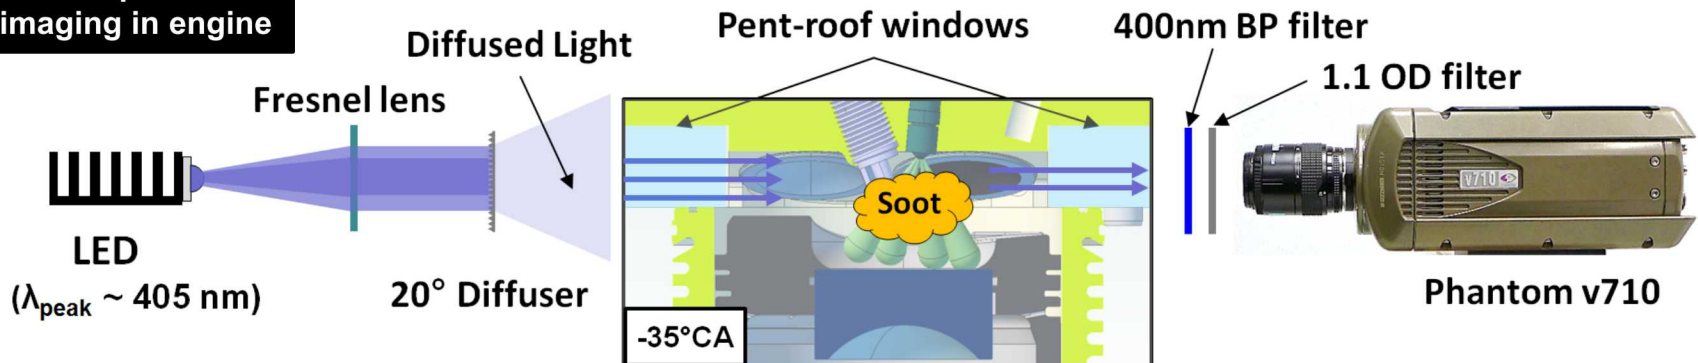 imaging in engine
Diffused Light
Pent-roof windows
400nm BP filter
1.1 OD filter
Fresnel lens
Soot
v710
LED
(λpeak ~ 405 nm)
20° Diffuser
-35°CA
Phantom v710